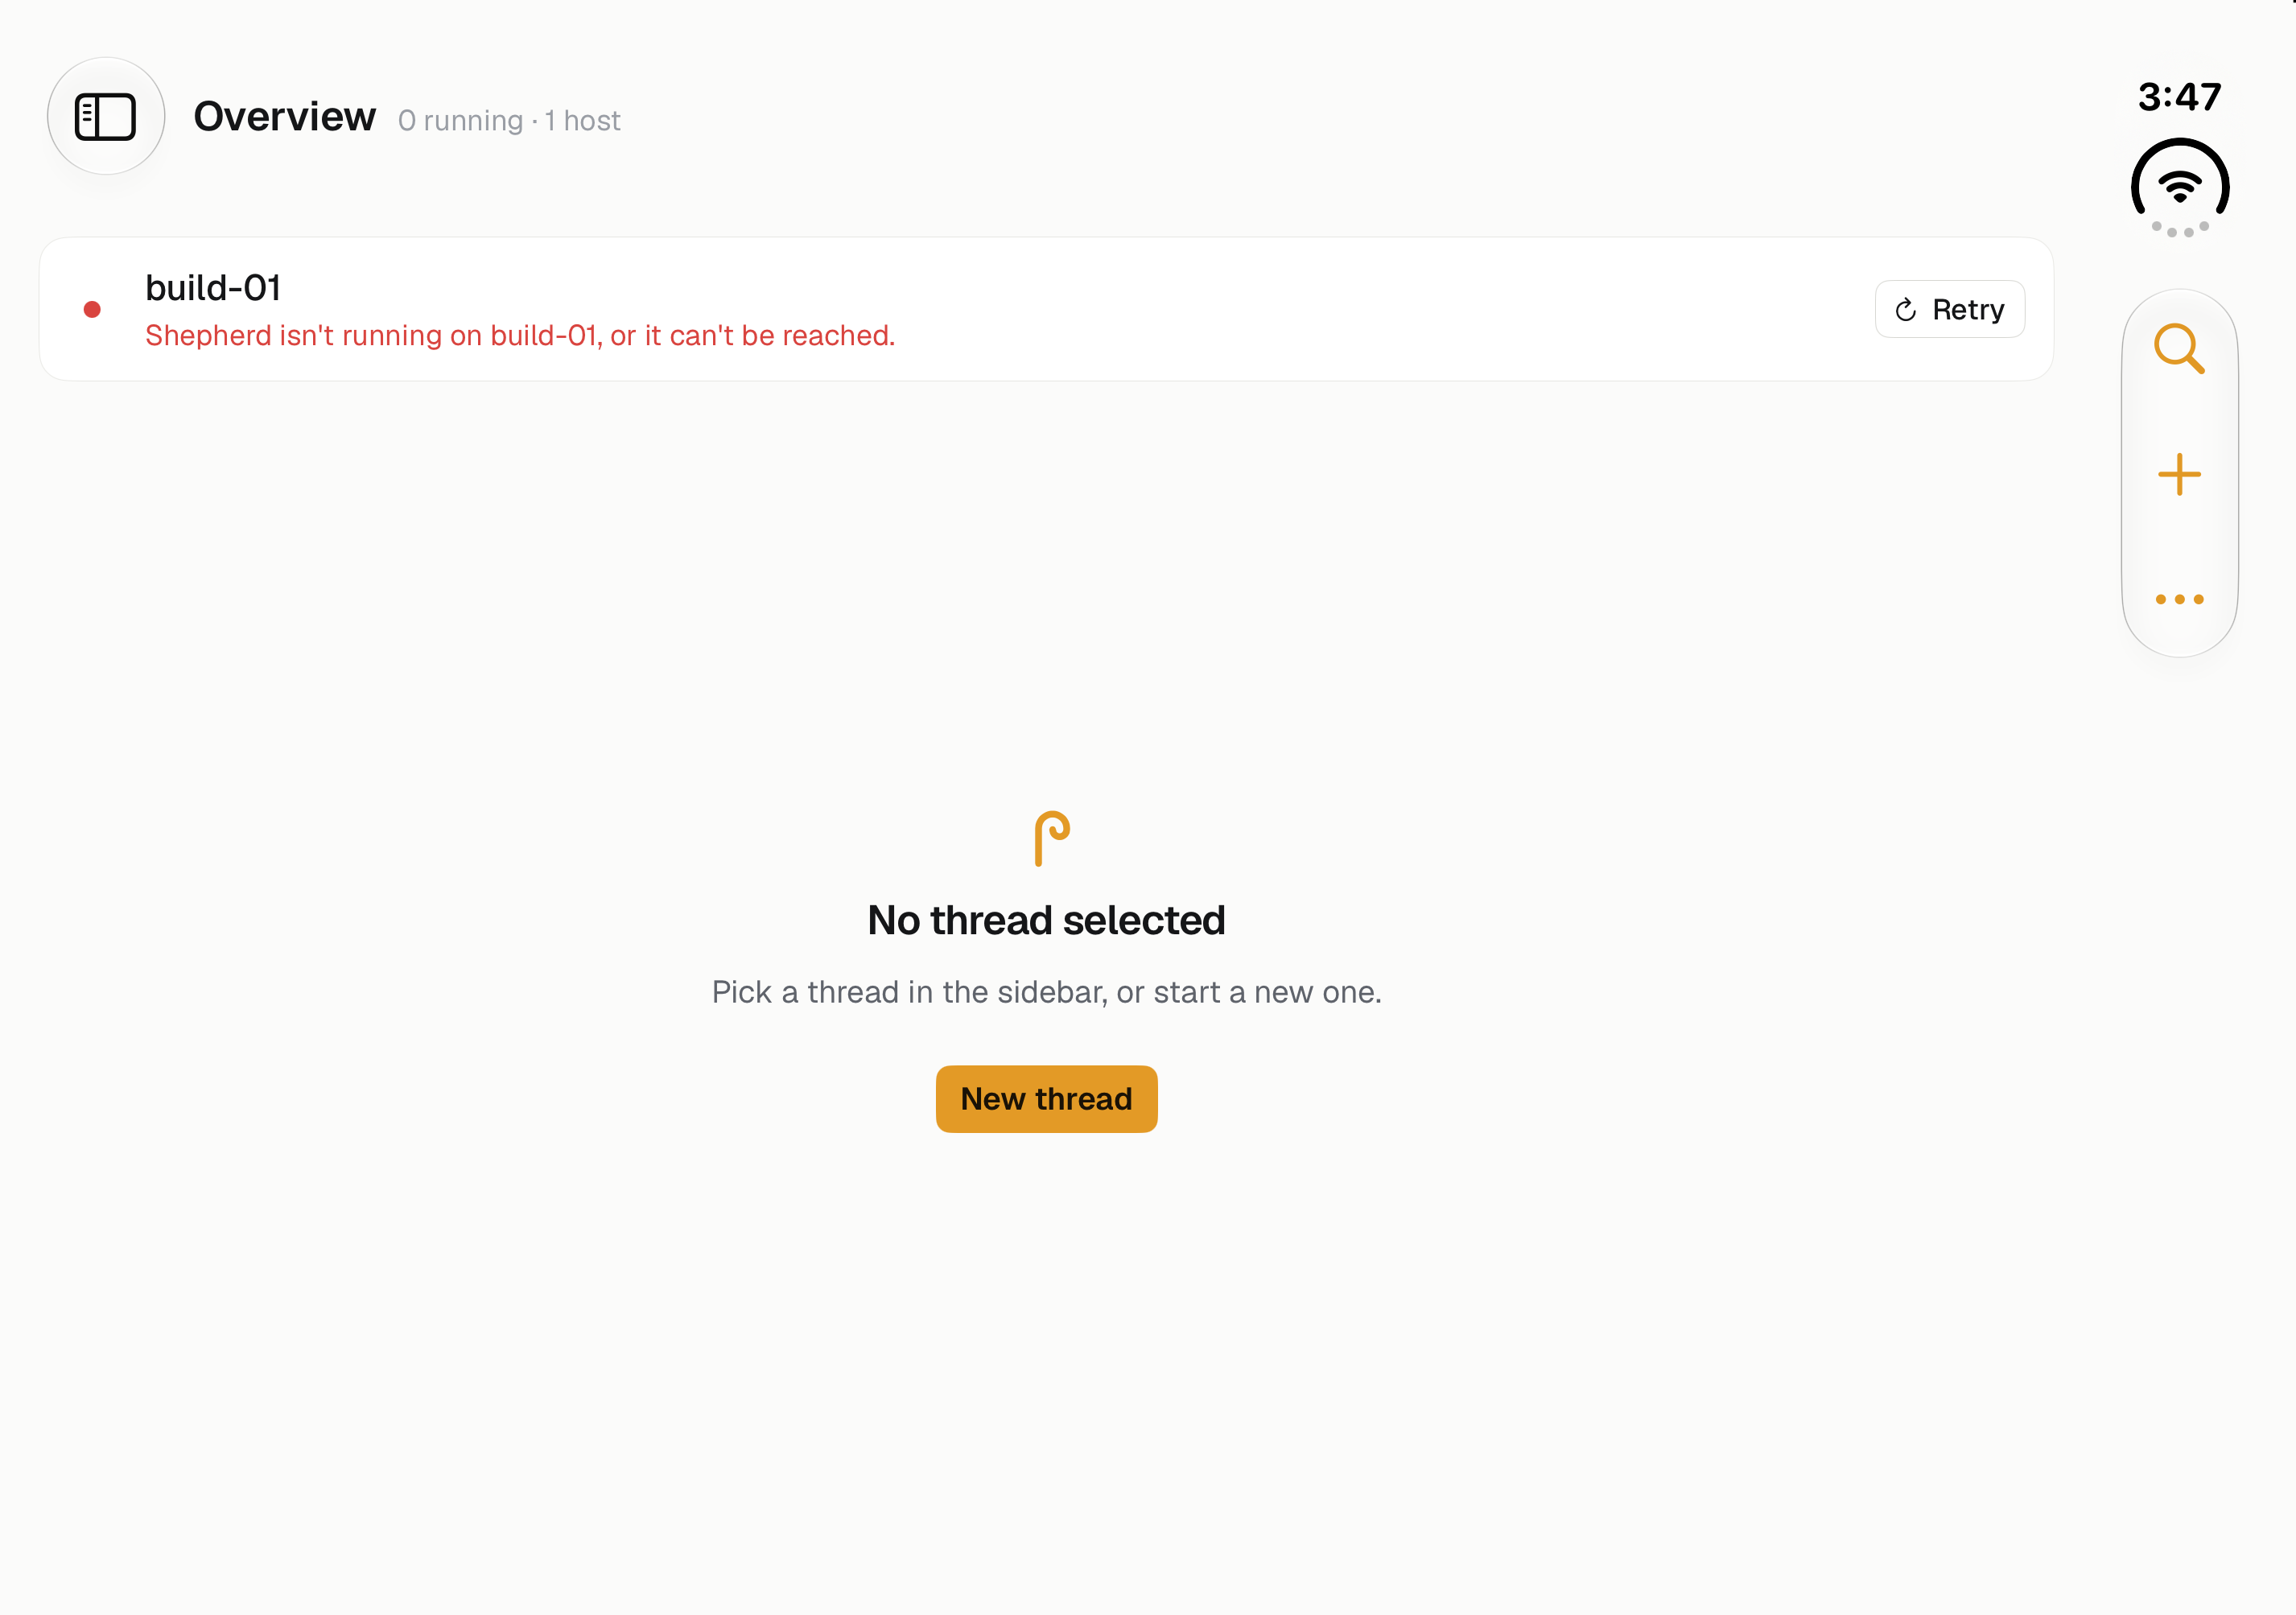 Overview 0 running · 1 host
3:47
build-01
Shepherd isn't running on build-01, or it can't be reached.
Retry
No thread selected
Pick a thread in the sidebar, or start a new one.
New thread